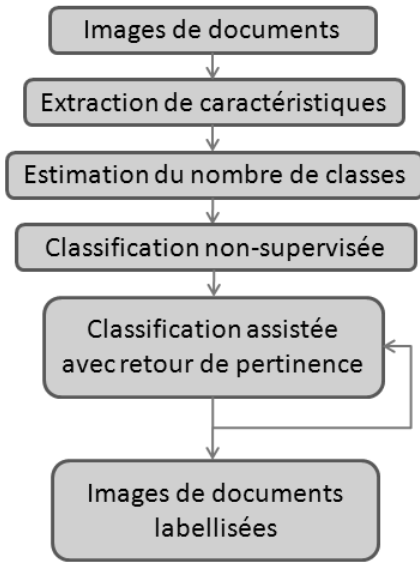 Images de documents
Extraction de caractéristiques
Estimation du nombre de classes
Classification non-supervisée
Classification assistée
avec retour de pertinence
Images de documents
labellisées